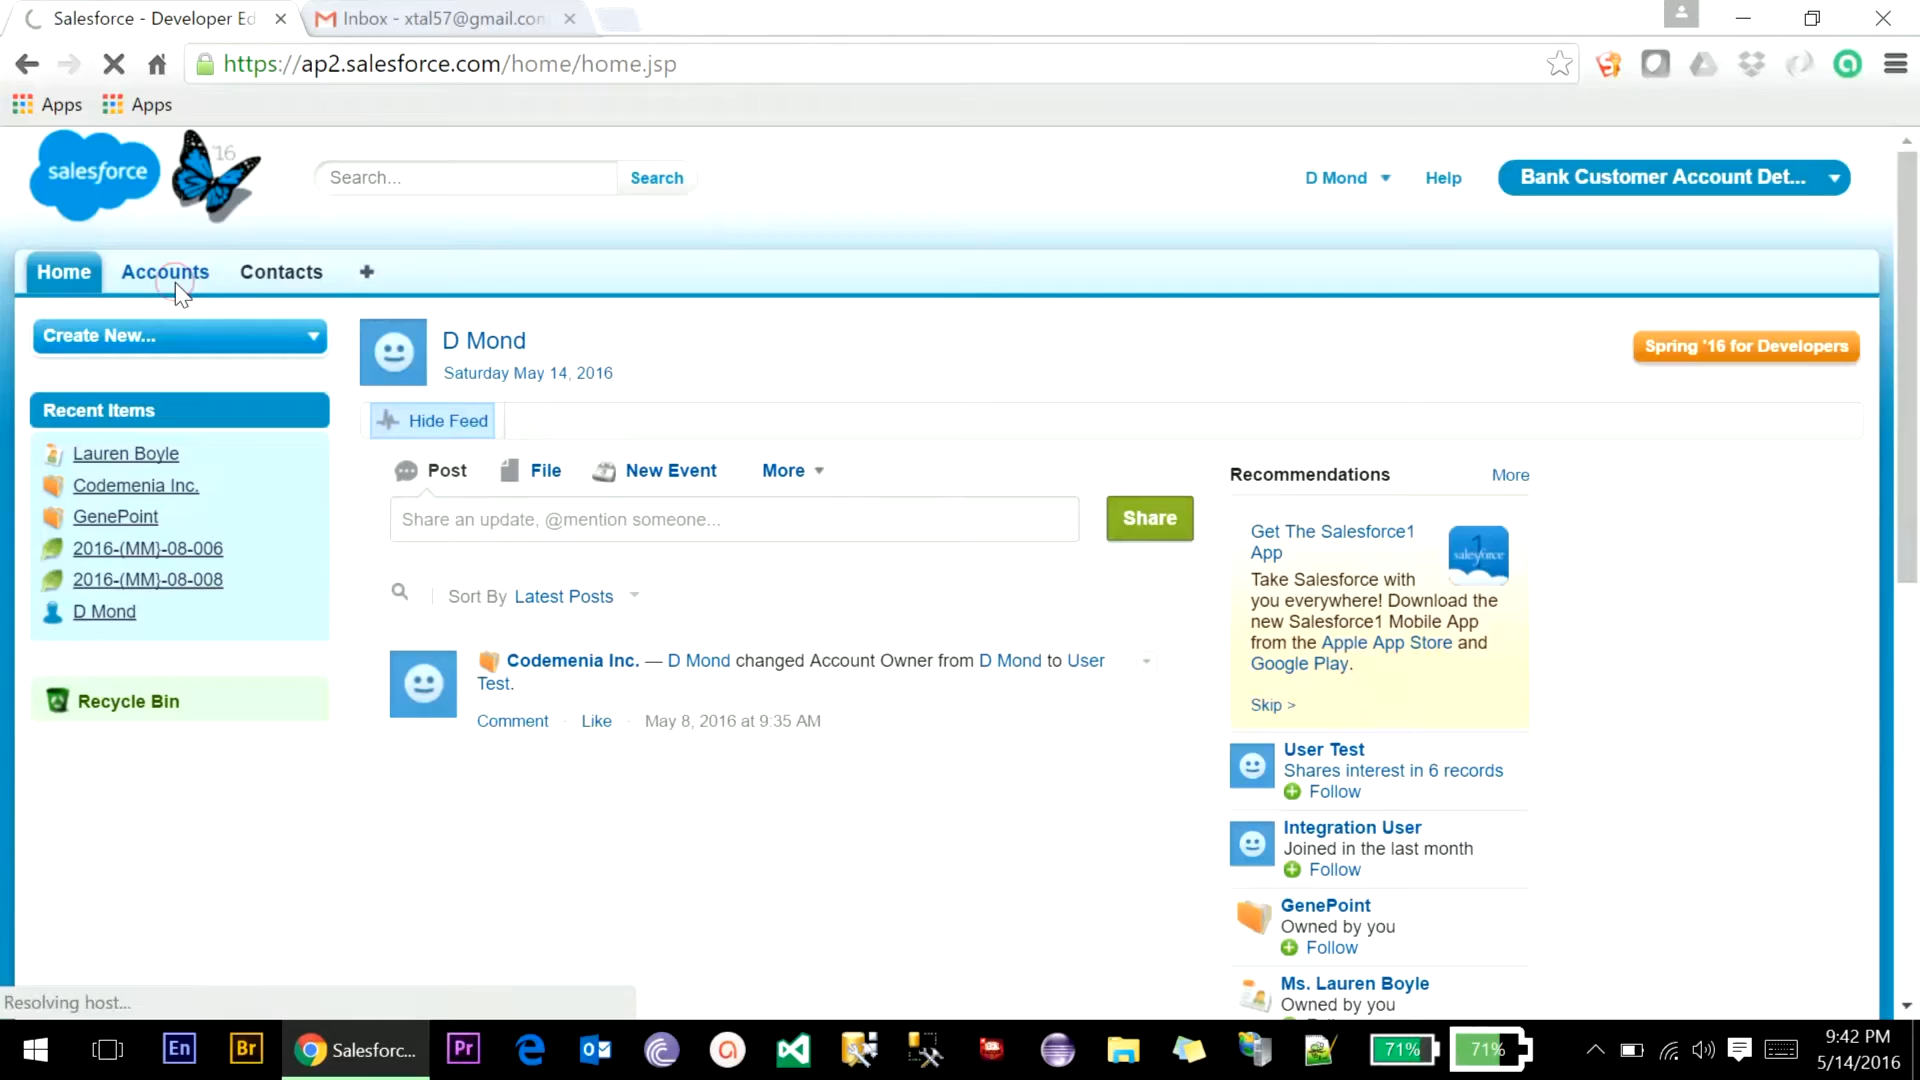 Salesforce - Developer Ed
Inbox - xtal57@gmail.con
https://ap2.salesforce.com/home/home.jsp
Apps
Apps
salesforce
'16
Search...
Search
D Mond
Help
Bank Customer Account Det...
Home
Accounts
Contacts
Create New...
D Mond
Saturday May 14, 2016
Spring '16 for Developers
Recent Items
Lauren Boyle
Codemenia Inc.
GenePoint
2016-(MM}-08-006
2016-(MM}-08-008
D Mond
Recycle Bin
Hide Feed
Post
File
New Event
More
Share an update, @mention someone...
Share
Sort By Latest Posts
Codemenia Inc. — D Mond changed Account Owner from D Mond to User
Test.
Comment · Like · May 8, 2016 at 9:35 AM
Recommendations
More
Get The Salesforce1
App
1
salesforce
Take Salesforce with
you everywhere! Download the
new Salesforce1 Mobile App
from the Apple App Store and
Google Play.
Skip >
User Test
Shares interest in 6 records
Follow
Integration User
Joined in the last month
Follow
GenePoint
Owned by you
Follow
Ms. Lauren Boyle
Owned by you
Resolving host...
En
Br
Salesforc...
Pr
71%
71%
9:42 PM
5/14/2016